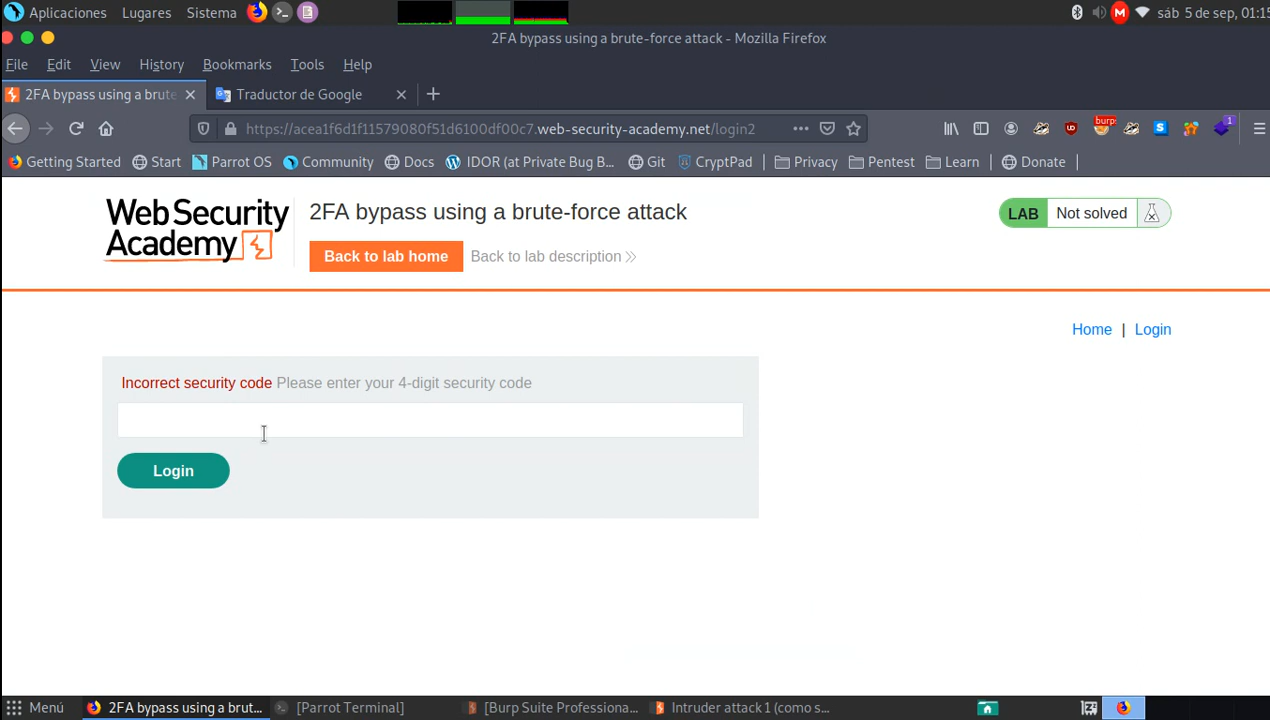 Aplicaciones Lugares Sistema M sáb 5 de sep, 01:15
2FA bypass using a brute-force attack - Mozilla Firefox
File Edit View History Bookmarks Tools Help
2FA bypass using a brute Traductor de Google
https://acea1f6d1f11579080f51d6100df00c7.web-security-academy.net/login2 burp 1
Getting Started Start Parrot OS Community Docs IDOR (at Private Bug B... Git CryptPad Privacy Pentest Learn Donate
WebSecurity
Academy
2FA bypass using a brute-force attack
LAB Not solved
Back to lab home Back to lab description
Home | Login
Incorrect security code Please enter your 4-digit security code
Login
Menú 2FA bypass using a brut... [Parrot Terminal] [Burp Suite Professiona... Intruder attack 1 (como s...